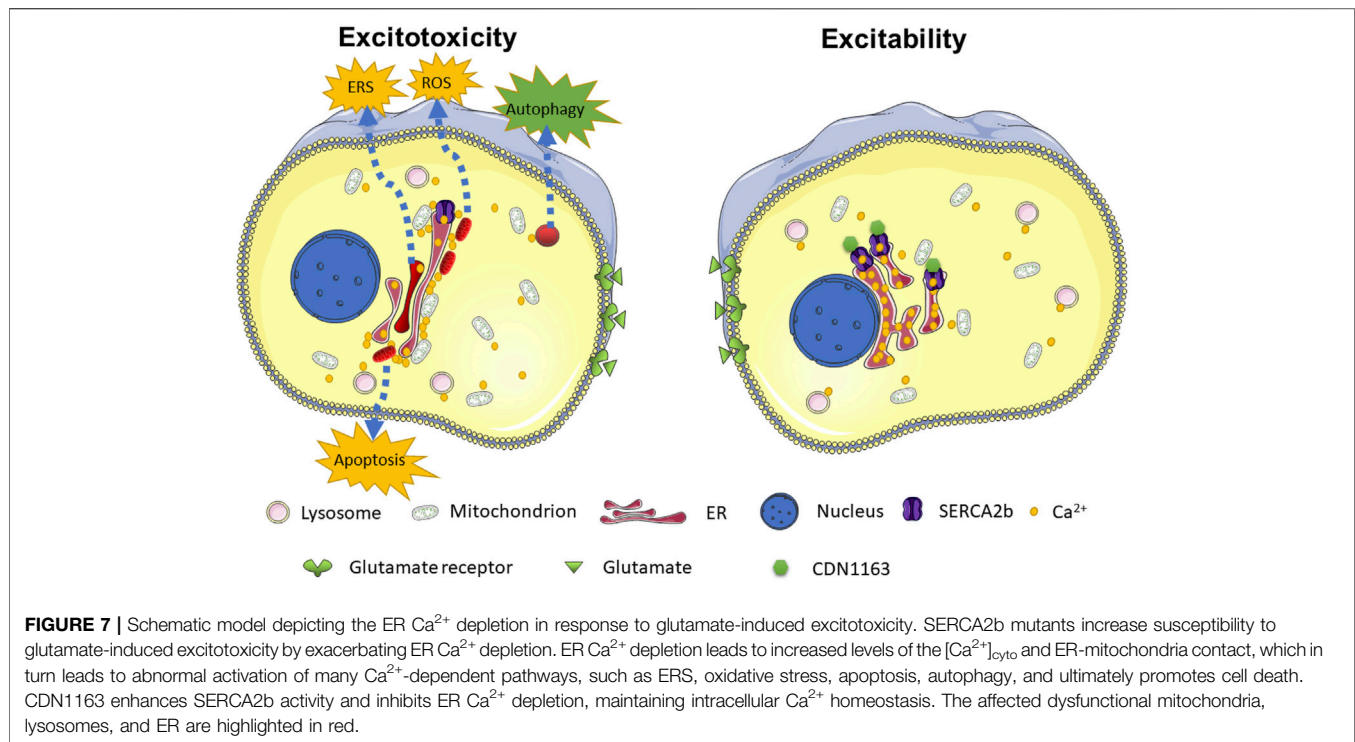 Excitotoxicity
Excitability
ERS
ROS
Autophagy
Apoptosis
Lysosome
Mitochondrion
ER
Nucleus
SERCA2b
Ca²⁺
Glutamate receptor
Glutamate
CDN1163
FIGURE 7 | Schematic model depicting the ER Ca²⁺ depletion in response to glutamate-induced excitotoxicity. SERCA2b mutants increase susceptibility to
glutamate-induced excitotoxicity by exacerbating ER Ca²⁺ depletion. ER Ca²⁺ depletion leads to increased levels of the [Ca²⁺]cyto and ER-mitochondria contact, which in
turn leads to abnormal activation of many Ca²⁺-dependent pathways, such as ERS, oxidative stress, apoptosis, autophagy, and ultimately promotes cell death.
CDN1163 enhances SERCA2b activity and inhibits ER Ca²⁺ depletion, maintaining intracellular Ca²⁺ homeostasis. The affected dysfunctional mitochondria,
lysosomes, and ER are highlighted in red.